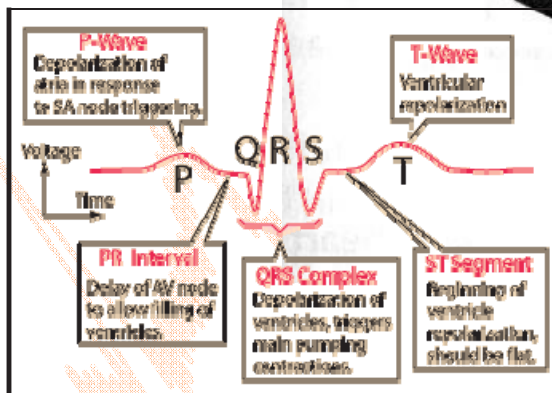 P-Wave
Depolarization of
atria in response
to SA node triggering.
T-Wave
Ventricular
repolarization
Voltage
Time
Q R S
P
T
PR Interval
Delay of AV node
to allow filling of
ventricles.
QRS Complex
Depolarization of
ventricles, triggers
main pumping
contractions.
ST Segment
Beginning of
ventricle
repolarization,
should be flat.